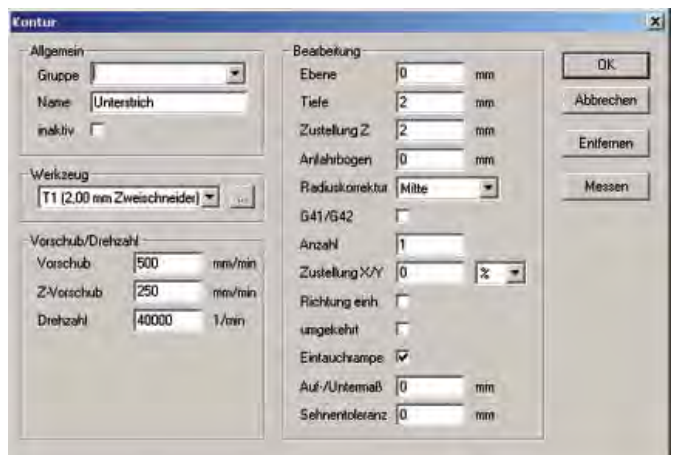 Kontur
Allgemein
Gruppe
Name Unterstrich
inaktiv
Werkzeug
T1 (2,00 mm Zweischneider) ...
Vorschub/Drehzahl
Vorschub 500 mm/min
Z-Vorschub 250 mm/min
Drehzahl 40000 1/min
Bearbeitung
Ebene 0 mm
Tiefe 2 mm
Zustellung Z 2 mm
Anfahrbogen 0 mm
Radiuskorrektur Mitte
G41/G42
Anzahl 1
Zustellung X/Y 0 %
Richtung einh
umgekehrt
Eintauchrampe
Auf-/Untermaß 0 mm
Sehnentoleranz 0 mm
OK
Abbrechen
Entfernen
Messen